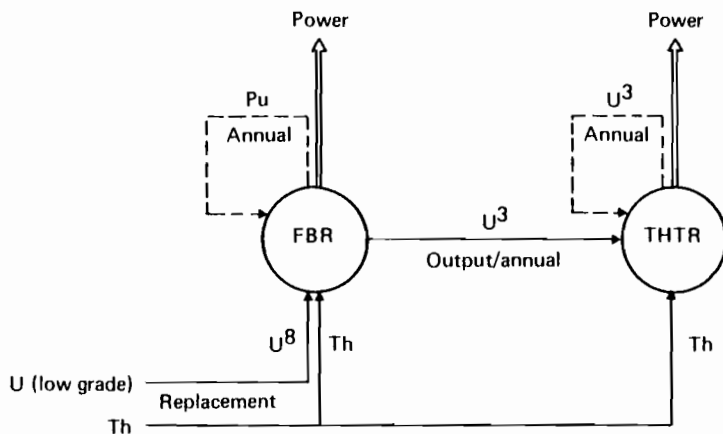 Power
Power
Pu
Annual
U³
Annual
FBR
U³
Output/annual
THTR
U⁸
Th
Th
U (low grade)
Replacement
Th